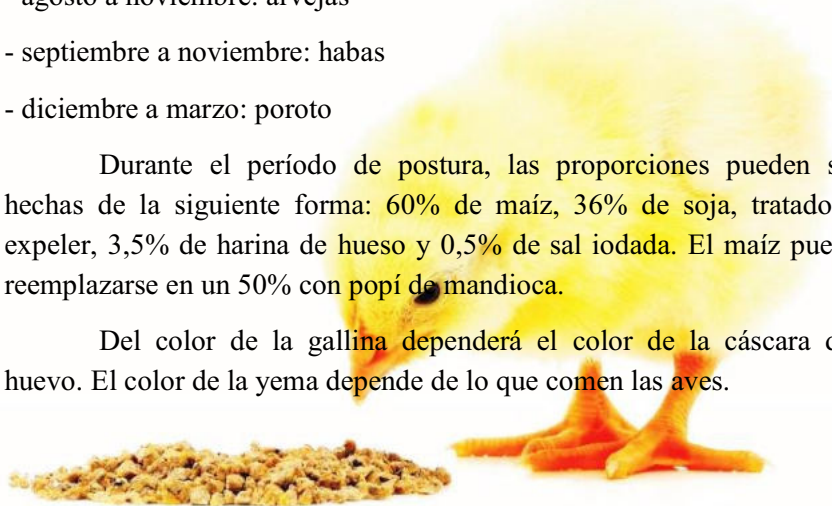 agosto a noviembre: arvejas
- septiembre a noviembre: habas
- diciembre a marzo: poroto
Durante el período de postura, las proporciones pueden s
hechas de la siguiente forma: 60% de maíz, 36% de soja, tratado
expeler, 3,5% de harina de hueso y 0,5% de sal iodada. El maíz pue
reemplazarse en un 50% con popí de mandioca.
Del color de la gallina dependerá el color de la cáscara d
huevo. El color de la yema depende de lo que comen las aves.